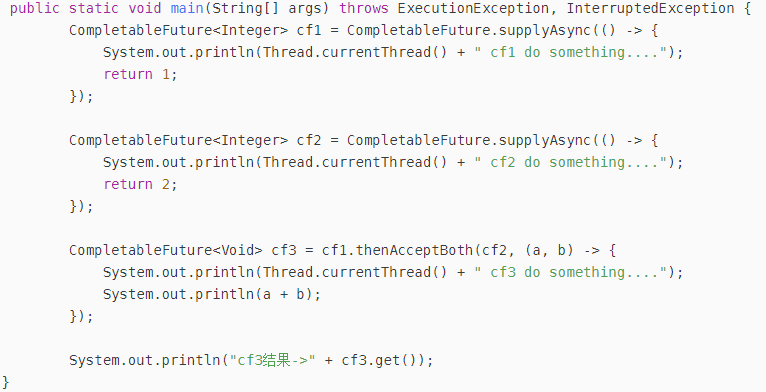 public static void main(String[] args) throws ExecutionException, InterruptedException {
CompletableFuture<Integer> cf1 = CompletableFuture.supplyAsync(() -> {
System.out.println(Thread.currentThread() + " cf1 do something....");
return 1;
});
CompletableFuture<Integer> cf2 = CompletableFuture.supplyAsync(() -> {
System.out.println(Thread.currentThread() + " cf2 do something....");
return 2;
});
CompletableFuture<Void> cf3 = cf1.thenAcceptBoth(cf2, (a, b) -> {
System.out.println(Thread.currentThread() + " cf3 do something....");
System.out.println(a + b);
});
System.out.println("cf3结果->" + cf3.get());
}